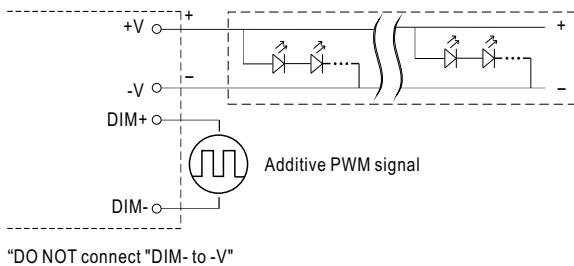 +V
+
+
−
-V
−
DIM+
Additive PWM signal
DIM-
“DO NOT connect "DIM- to -V"